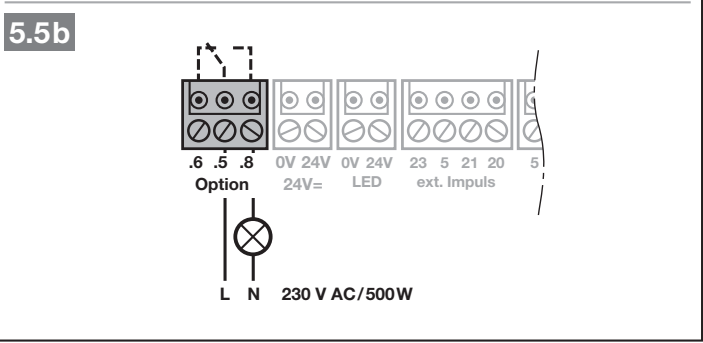 5.5b
.6 .5 .8 0V 24V 0V 24V 23 5 21 20 5
Option 24V= LED ext. Impuls
L N 230 V AC/500 W